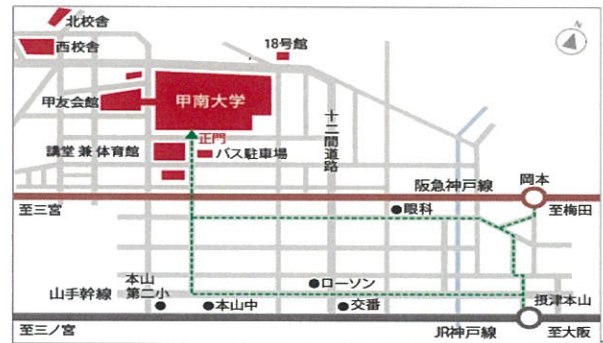 北校舎
西校舎
18号館
N
甲友会館
甲南大学
正門
講堂 兼 体育館
バス駐車場
十二間道路
阪急神戸線
岡本
至三宮
眼科
至梅田
ローソン
本山
第二小
山手幹線
本山中
交番
摂津本山
至三ノ宮
JR神戸線
至大阪